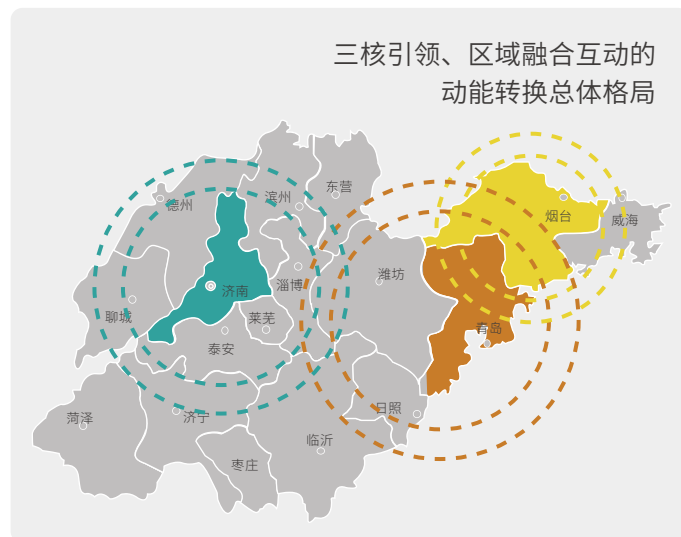 三核引领、区域融合互动的
动能转换总体格局
德州
滨州
东营
烟台
威海
济南
淄博
潍坊
聊城
莱芜
泰安
青岛
菏泽
济宁
日照
临沂
枣庄